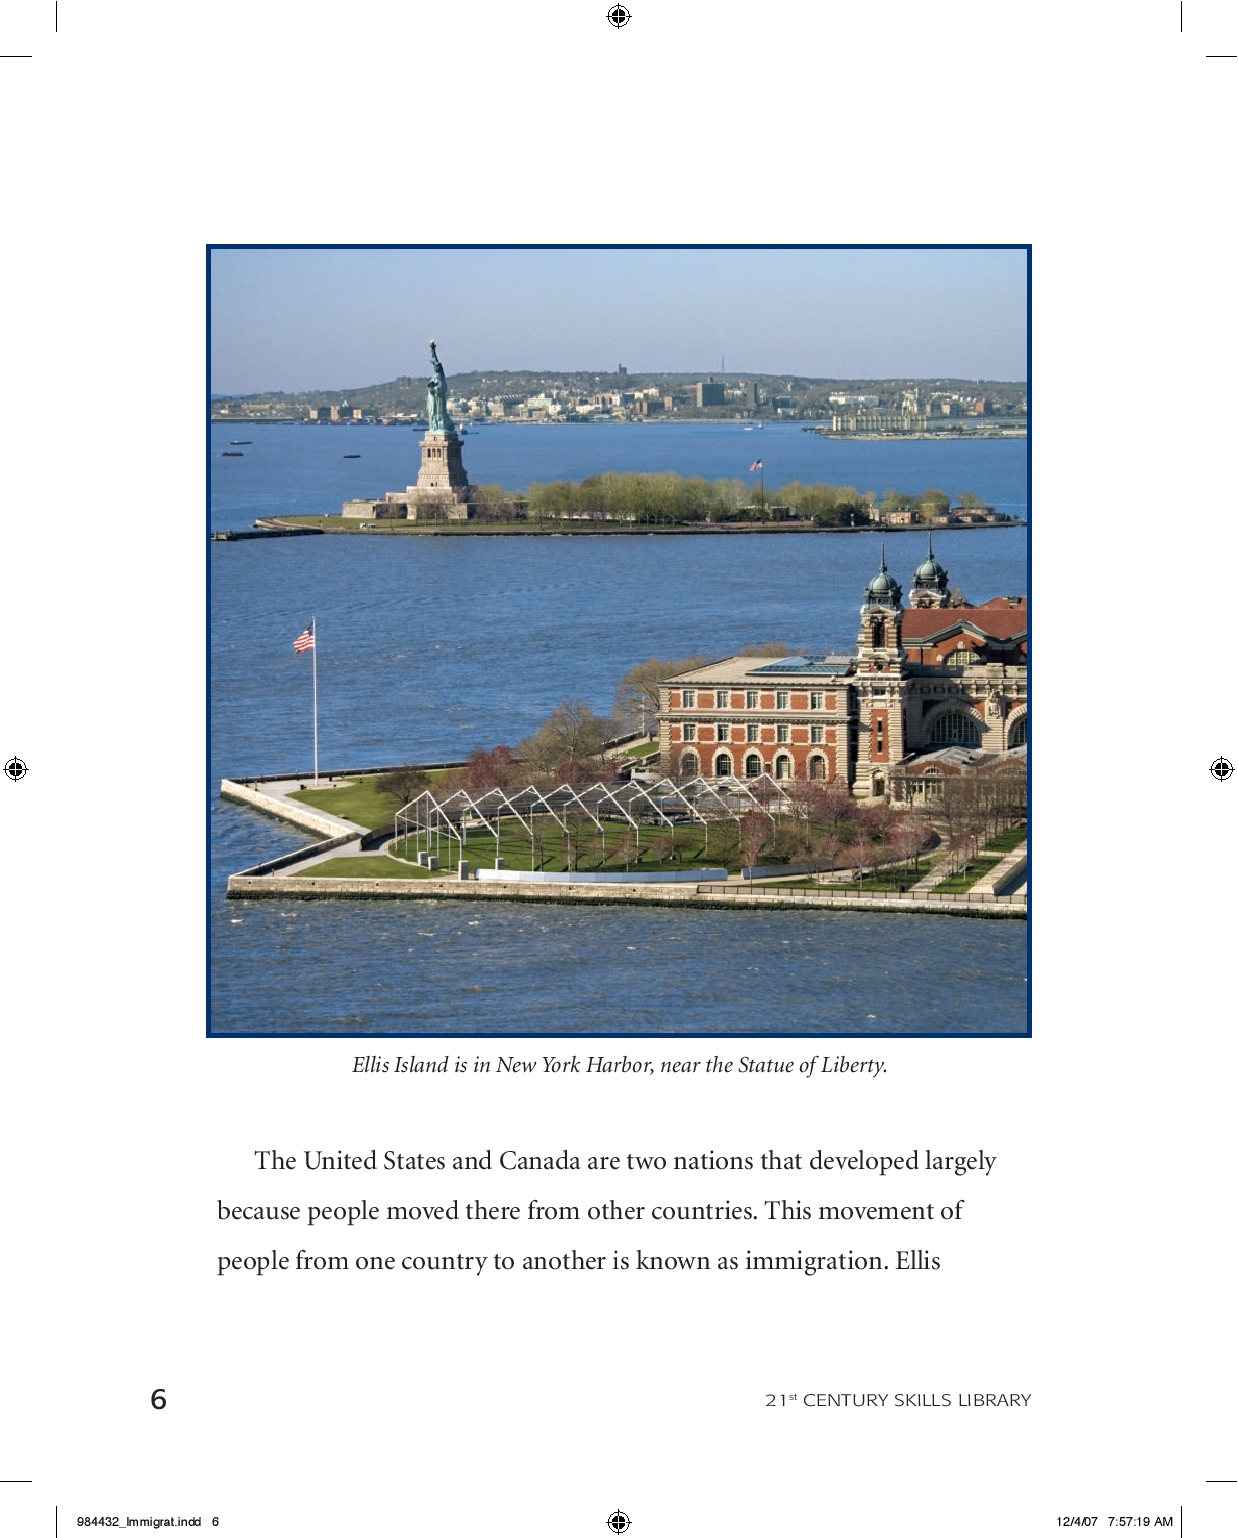 Ellis Island is in New York Harbor, near the Statue of Liberty.
The United States and Canada are two nations that developed largely
because people moved there from other countries. This movement of
people from one country to another is known as immigration. Ellis
6
21st CENTURY SKILLS LIBRARY
984432_Immigrat.indd 6
12/4/07 7:57:19 AM